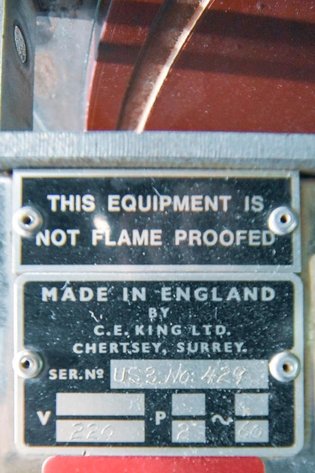 THIS EQUIPMENT IS
NOT FLAME PROOFED
MADE IN ENGLAND
BY
C.E. KING LTD.
CHERTSEY, SURREY.
SER. Nº US3.No: 429
V P ~
220 2 60